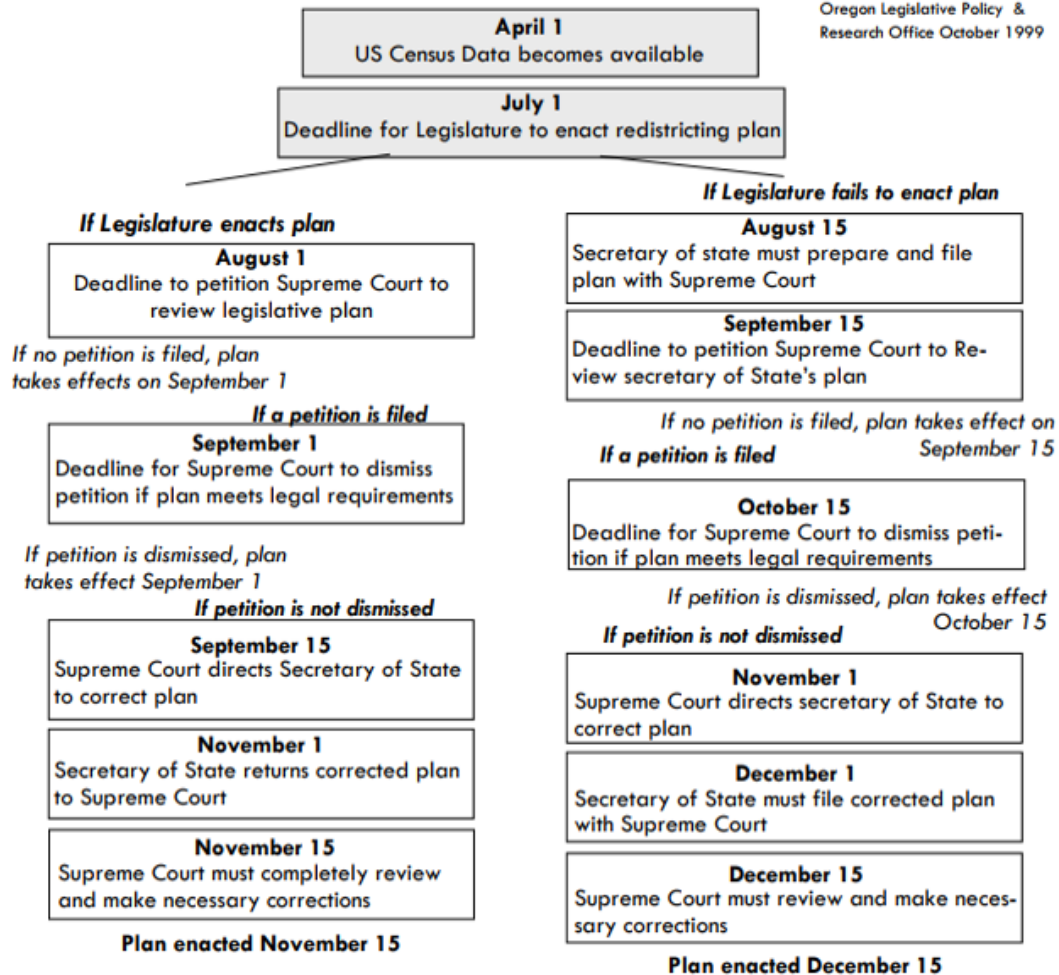 Oregon Legislative Policy &
Research Office October 1999
April 1
US Census Data becomes available
July 1
Deadline for Legislature to enact redistricting plan
If Legislature enacts plan
August 1
Deadline to petition Supreme Court to
review legislative plan
If no petition is filed, plan
takes effects on September 1
If a petition is filed
September 1
Deadline for Supreme Court to dismiss
petition if plan meets legal requirements
If petition is dismissed, plan
takes effect September 1
If petition is not dismissed
September 15
Supreme Court directs Secretary of State
to correct plan
November 1
Secretary of State returns corrected plan
to Supreme Court
November 15
Supreme Court must completely review
and make necessary corrections
Plan enacted November 15
If Legislature fails to enact plan
August 15
Secretary of state must prepare and file
plan with Supreme Court
September 15
Deadline to petition Supreme Court to Re-
view secretary of State's plan
If no petition is filed, plan takes effect on
September 15
If a petition is filed
October 15
Deadline for Supreme Court to dismiss peti-
tion if plan meets legal requirements
If petition is dismissed, plan takes effect
October 15
If petition is not dismissed
November 1
Supreme Court directs secretary of State to
correct plan
December 1
Secretary of State must file corrected plan
with Supreme Court
December 15
Supreme Court must review and make neces-
sary corrections
Plan enacted December 15